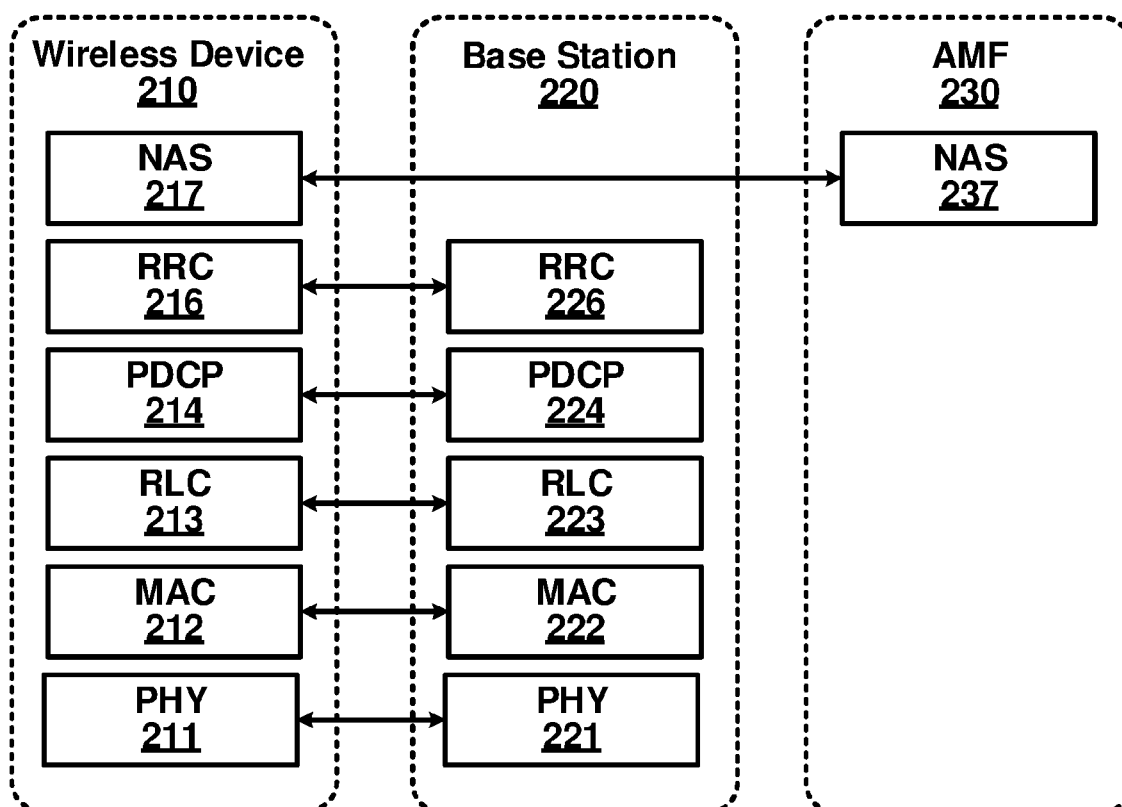 Wireless Device
210
Base Station
220
AMF
230
NAS
217
NAS
237
RRC
216
RRC
226
PDCP
214
PDCP
224
RLC
213
RLC
223
MAC
212
MAC
222
PHY
211
PHY
221